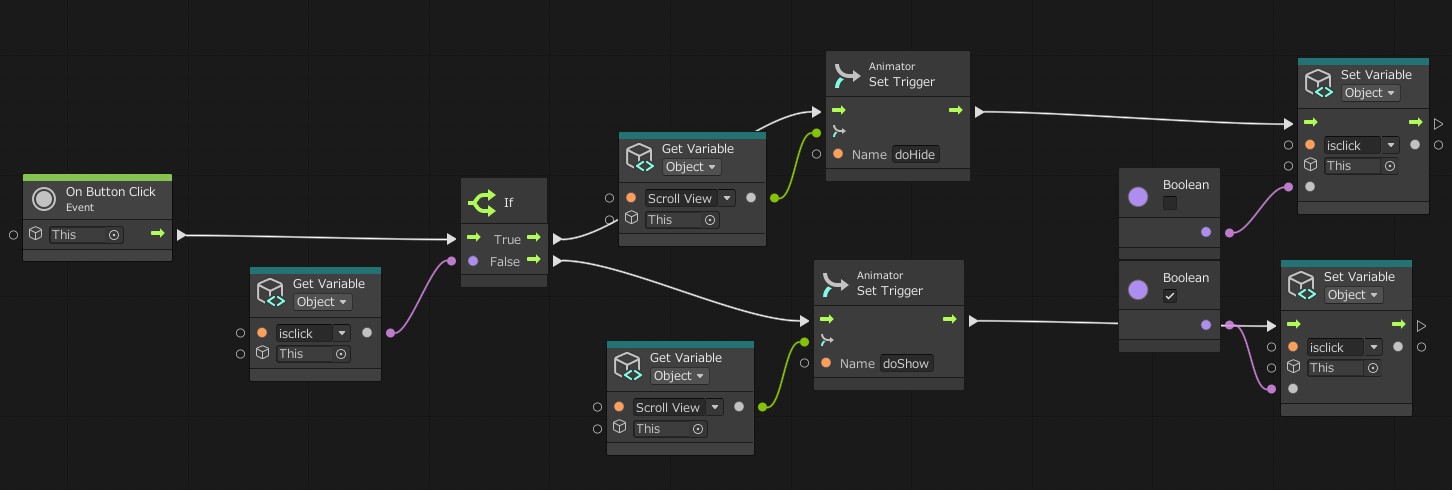 On Button Click
Event
This
Get Variable
Object
isclick
This
If
True
False
Get Variable
Object
Scroll View
This
Get Variable
Object
Scroll View
This
Animator
Set Trigger
Name doHide
Animator
Set Trigger
Name doShow
Boolean
Boolean
Set Variable
Object
isclick
This
Set Variable
Object
isclick
This